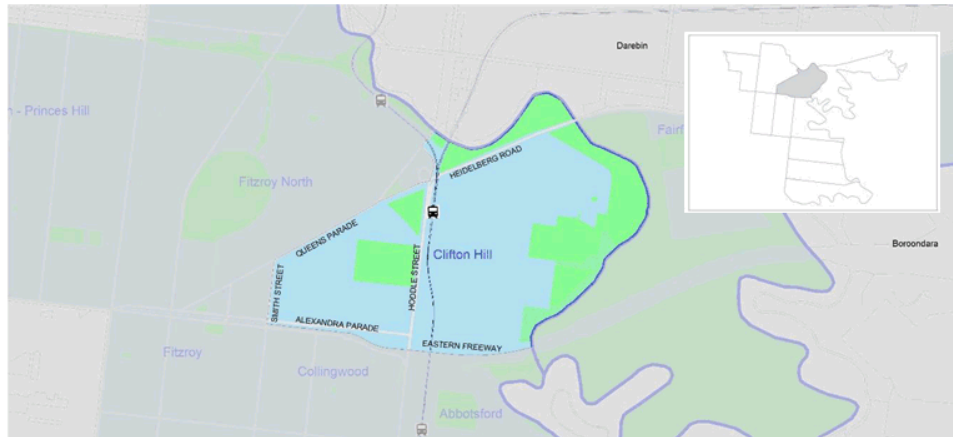 Darebin
n - Princes Hill
Fairf
HEIDELBERG ROAD
Fitzroy North
QUEENS PARADE
Boroondara
Clifton Hill
HODDLE STREET
SMITH STREET
ALEXANDRA PARADE
EASTERN FREEWAY
Fitzroy
Collingwood
Abbotsford